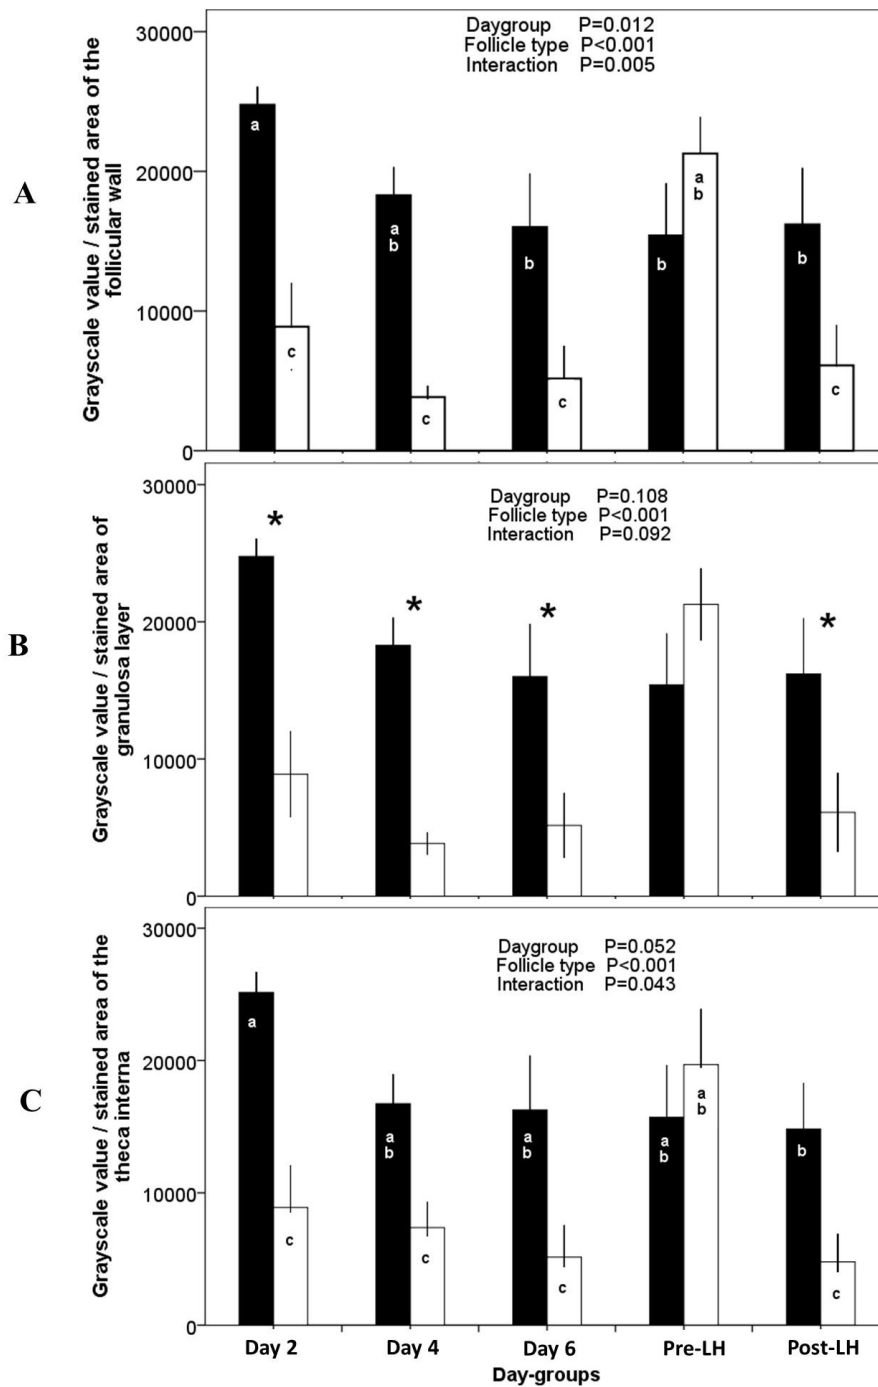 A
Grayscale value / stained area of the
follicular wall
30000
20000
10000
0
Daygroup P=0.012
Follicle type P<0.001
Interaction P=0.005
a
c
a
b
c
b
c
b
a
b
b
c
B
Grayscale value / stained area of
granulosa layer
30000
20000
10000
0
Daygroup P=0.108
Follicle type P<0.001
Interaction P=0.092
*
*
*
*
C
Grayscale value / stained area of the
theca interna
30000
20000
10000
0
Daygroup P=0.052
Follicle type P<0.001
Interaction P=0.043
a
c
a
b
c
a
b
c
a
b
a
b
b
c
Day 2 Day 4 Day 6 Pre-LH Post-LH
Day-groups